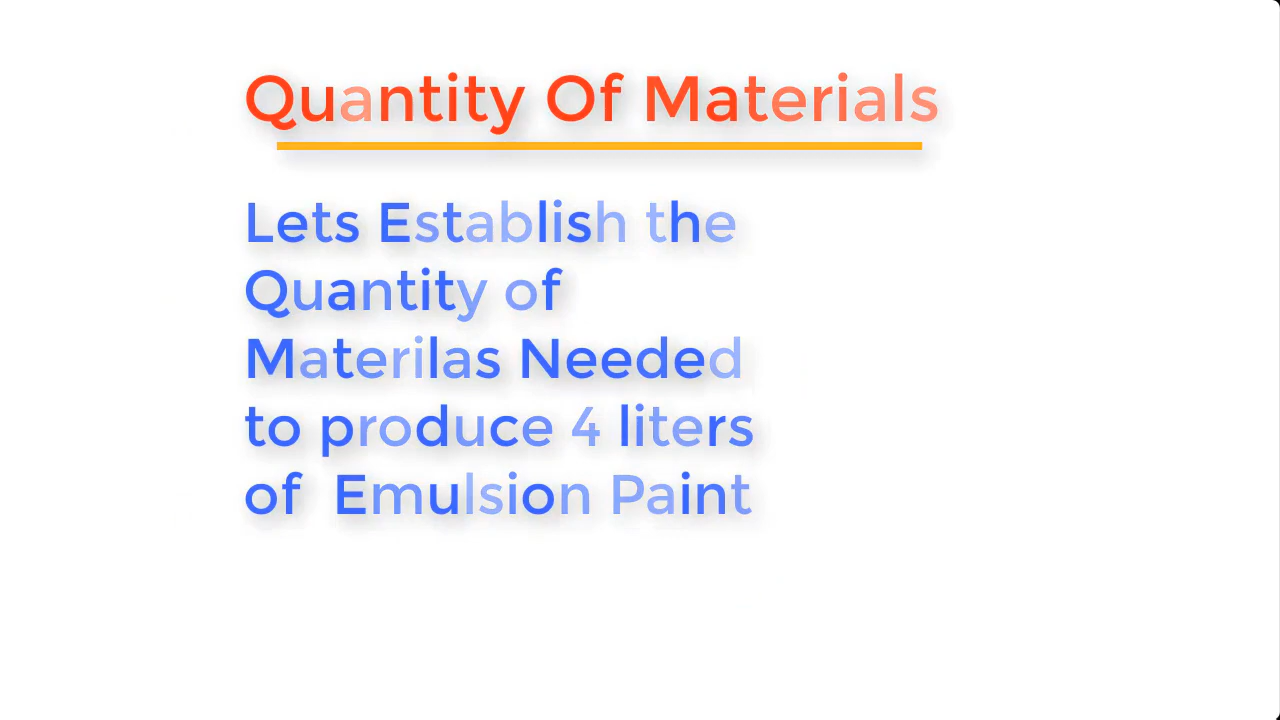 Quantity Of Materials
Lets Establish the
Quantity of
Materilas Needed
to produce 4 liters
of  Emulsion Paint